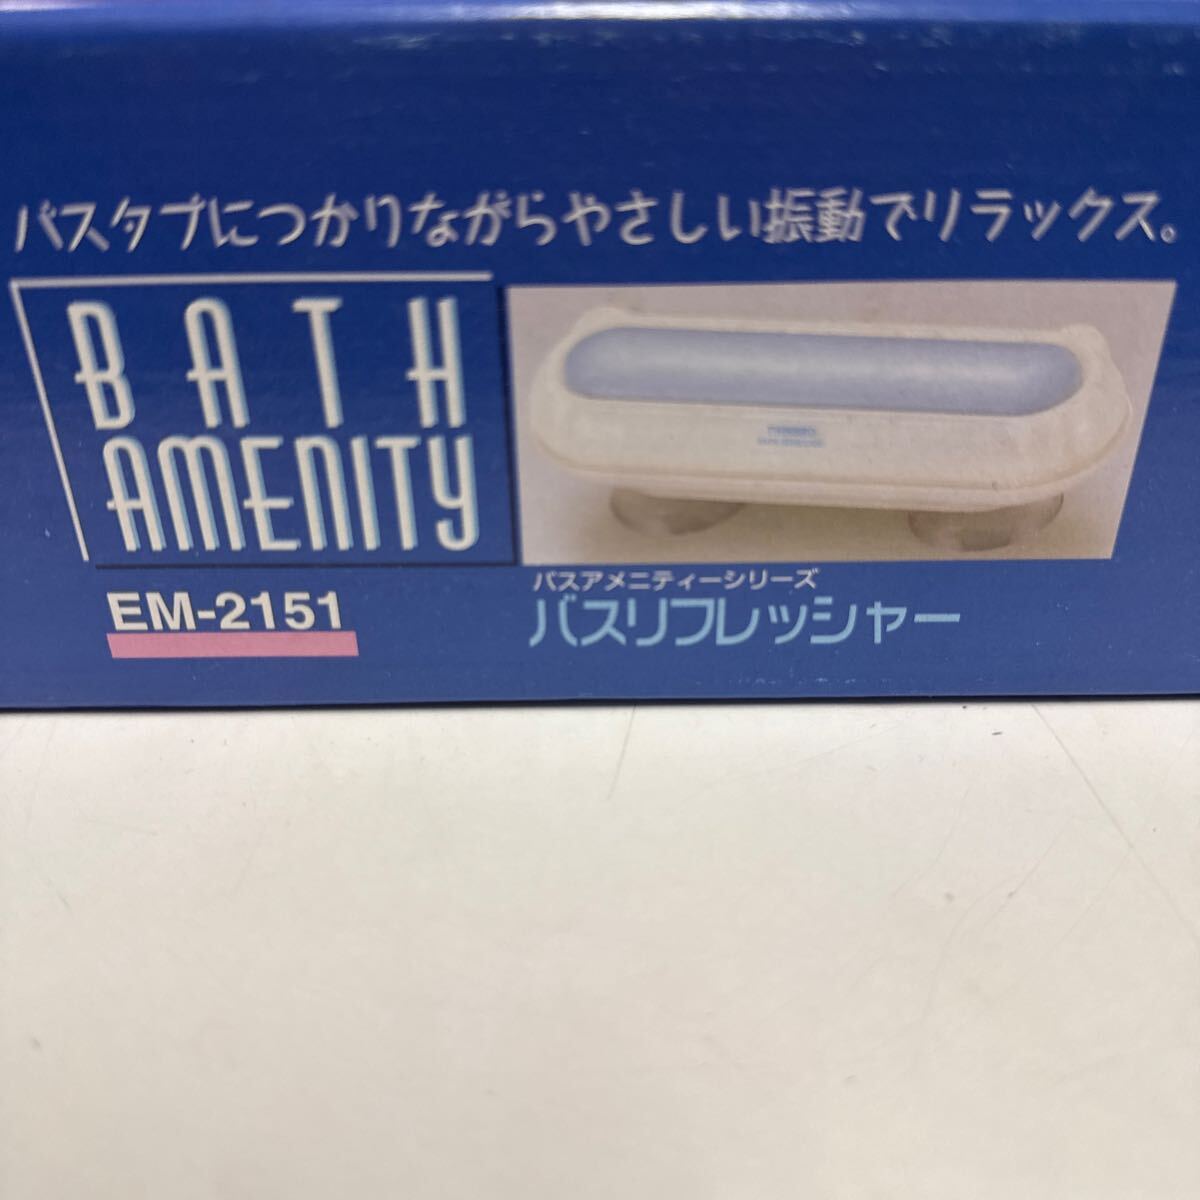 バスタブにつかりながらやさしい振動でリラックス。
BATH
AMENITY
EM-2151
バスアメニティーシリーズ
バスリフレッシャー